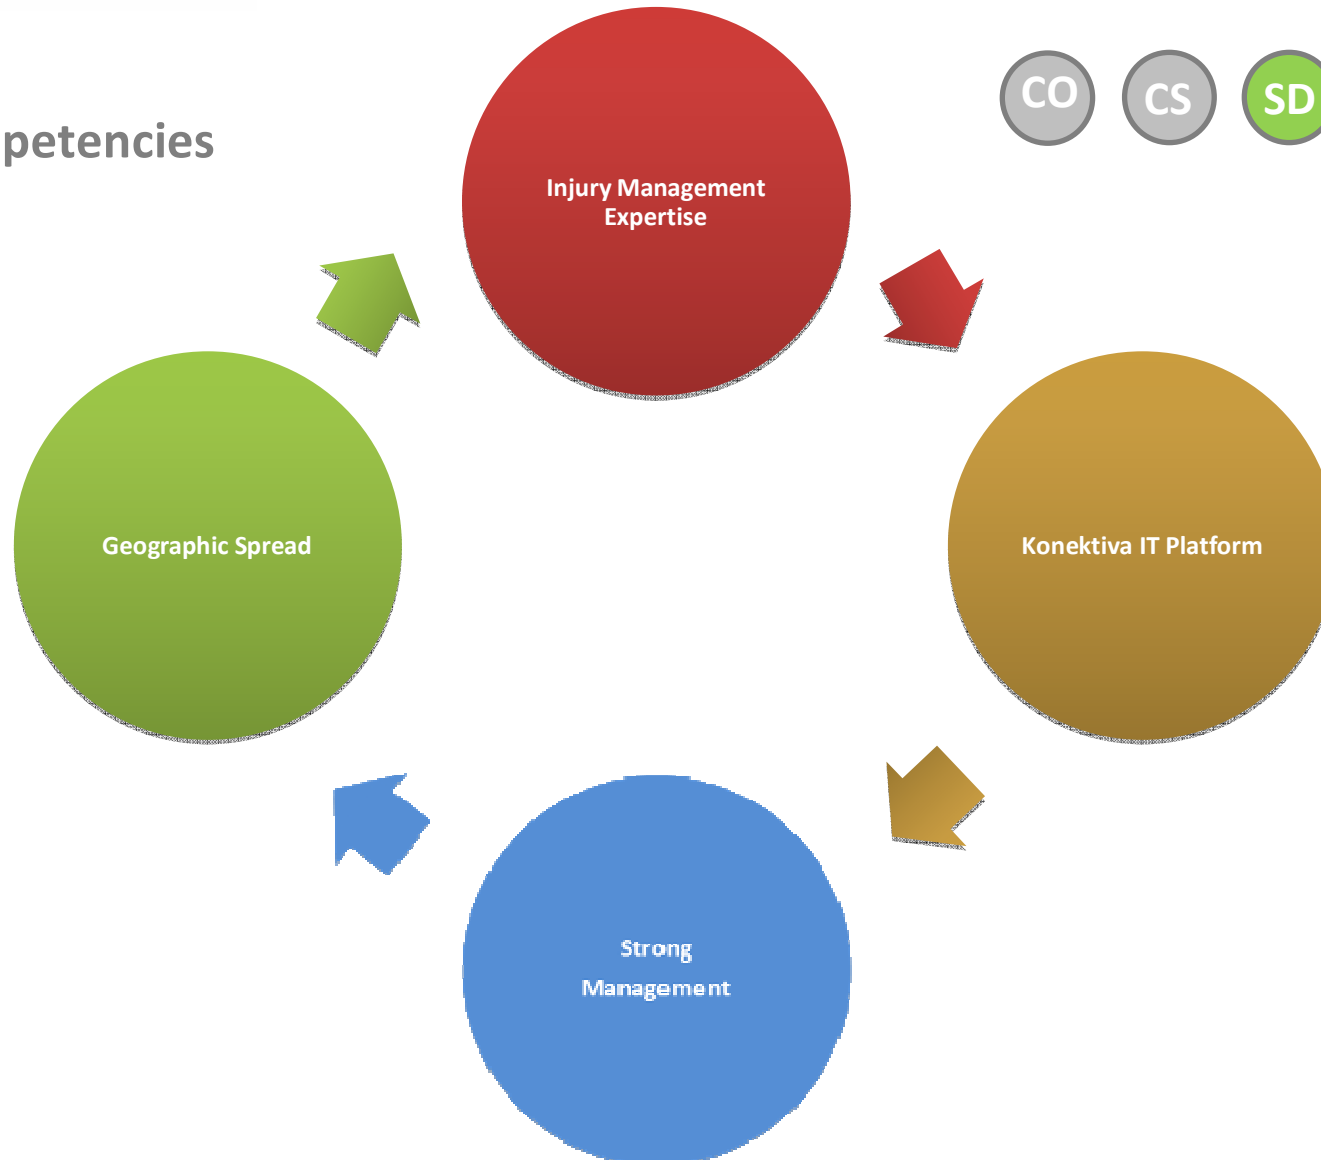 petencies
CO CS SD
Injury Management
Expertise
Geographic Spread
Konektiva IT Platform
Strong
Management